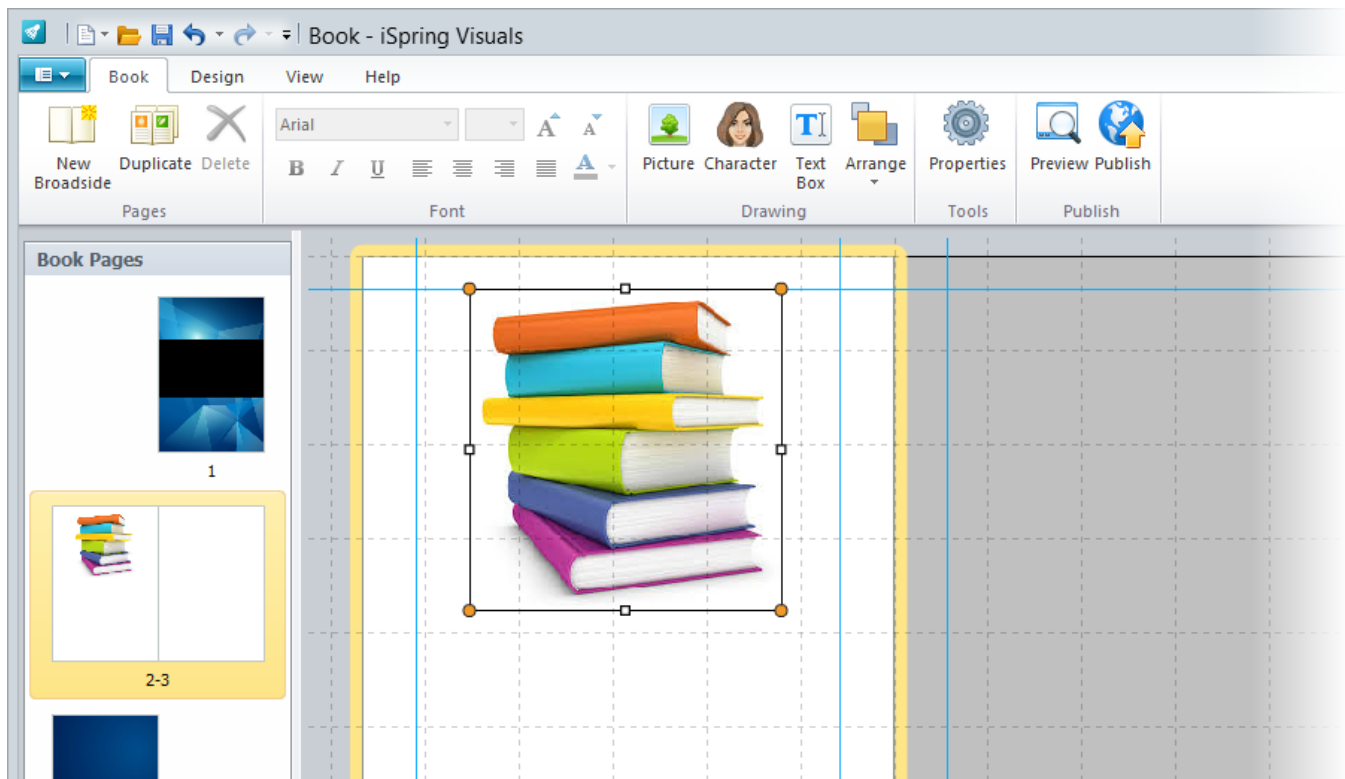 Book - iSpring Visuals
Book Design View Help
New Broadside
Duplicate
Delete
Pages
Arial
A A
B I U A
Font
Picture
Character
Text Box
Arrange
Drawing
Properties
Tools
Preview
Publish
Publish
Book Pages
1
2-3